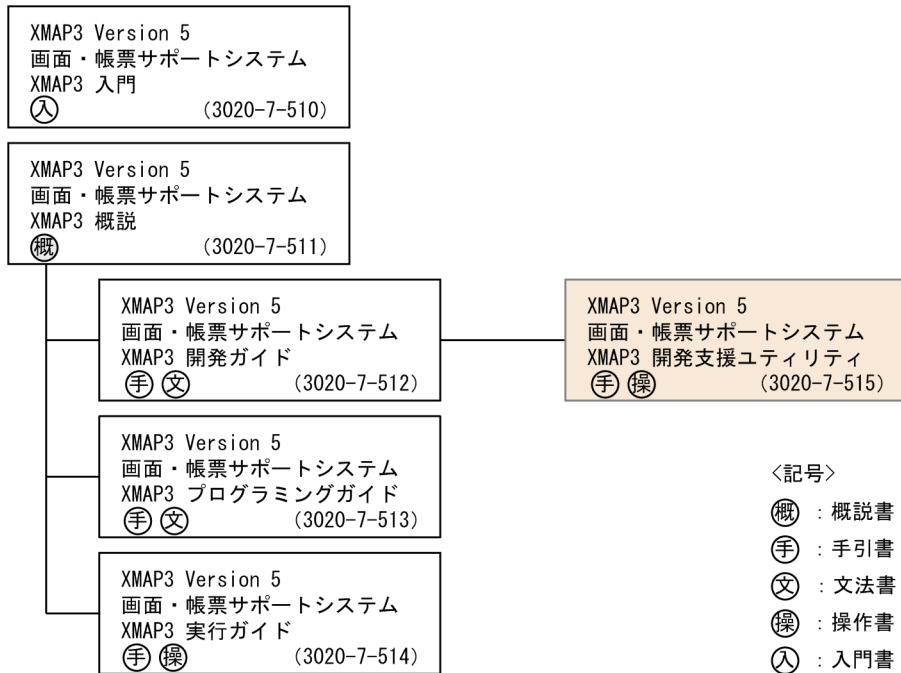 XMAP3 Version 5
画面・帳票サポートシステム
XMAP3 入門
入 (3020-7-510)
XMAP3 Version 5
画面・帳票サポートシステム
XMAP3 概説
概 (3020-7-511)
XMAP3 Version 5
画面・帳票サポートシステム
XMAP3 開発ガイド
手 文 (3020-7-512)
XMAP3 Version 5
画面・帳票サポートシステム
XMAP3 開発支援ユティリティ
手 操 (3020-7-515)
XMAP3 Version 5
画面・帳票サポートシステム
XMAP3 プログラミングガイド
手 文 (3020-7-513)
XMAP3 Version 5
画面・帳票サポートシステム
XMAP3 実行ガイド
手 操 (3020-7-514)
〈記号〉
概 : 概説書
手 : 手引書
文 : 文法書
操 : 操作書
入 : 入門書